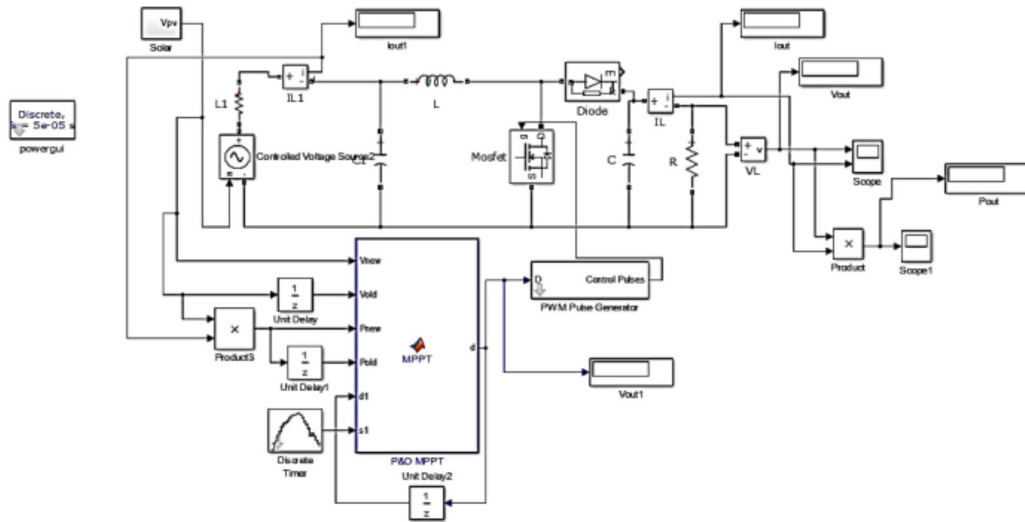 Vpv
Solar
Iout1
Iout
Vout
L1
IL1
L
Diode
m
IL
Discrete,
s = 5e-05 s
powergui
Controlled Voltage Source2
Mosfet
C
R
VL
Scope
Pout
Product
Scope1
Vnew
Vold
Pnew
Pold
d1
s1
MPPT
d
P&O MPPT
D
Control Pulses
PWM Pulse Generator
1
z
Unit Delay
Product3
1
z
Unit Delay1
Vout1
Discrete
Timer
Unit Delay2
1
z